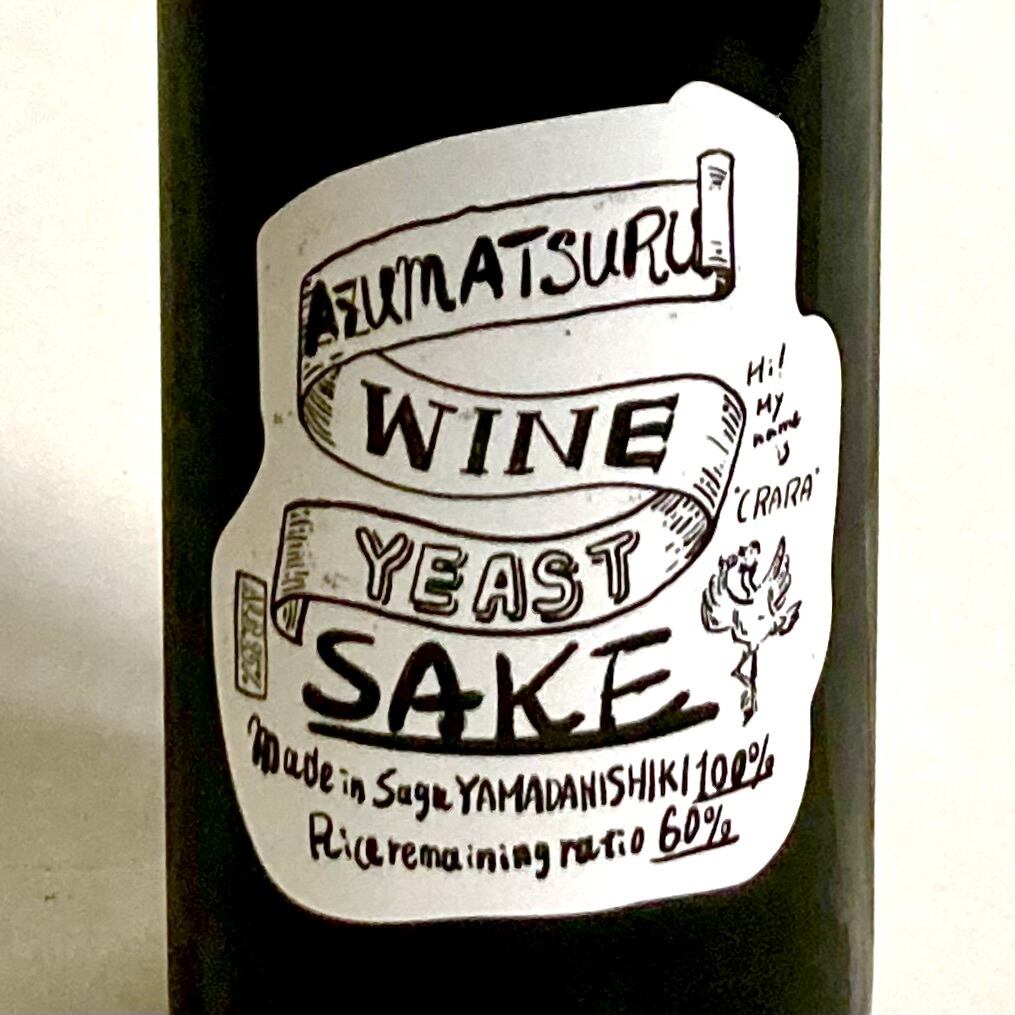 AZUMATSURU
WINE
YEAST
SAKE
Hi!
My
name
is
"CRARA"
Made in Saga YAMADANISHIKI 100%
Rice remaining ratio 60%